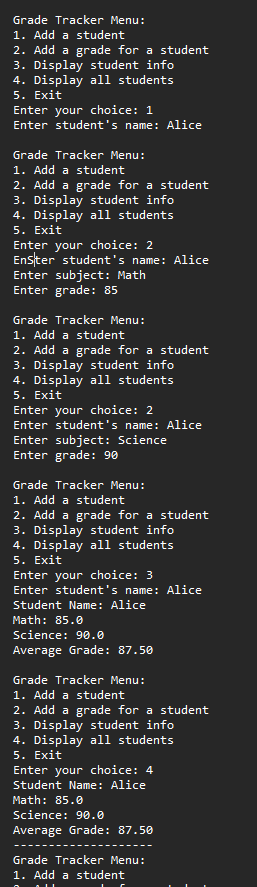 Grade Tracker Menu:
1. Add a student
2. Add a grade for a student
3. Display student info
4. Display all students
5. Exit
Enter your choice: 1
Enter student's name: Alice
Grade Tracker Menu:
1. Add a student
2. Add a grade for a student
3. Display student info
4. Display all students
5. Exit
Enter your choice: 2
EnSter student's name: Alice
Enter subject: Math
Enter grade: 85
Grade Tracker Menu:
1. Add a student
2. Add a grade for a student
3. Display student info
4. Display all students
5. Exit
Enter your choice: 2
Enter student's name: Alice
Enter subject: Science
Enter grade: 90
Grade Tracker Menu:
1. Add a student
2. Add a grade for a student
3. Display student info
4. Display all students
5. Exit
Enter your choice: 3
Enter student's name: Alice
Student Name: Alice
Math: 85.0
Science: 90.0
Average Grade: 87.50
Grade Tracker Menu:
1. Add a student
2. Add a grade for a student
3. Display student info
4. Display all students
5. Exit
Enter your choice: 4
Student Name: Alice
Math: 85.0
Science: 90.0
Average Grade: 87.50
--------------------
Grade Tracker Menu:
1. Add a student